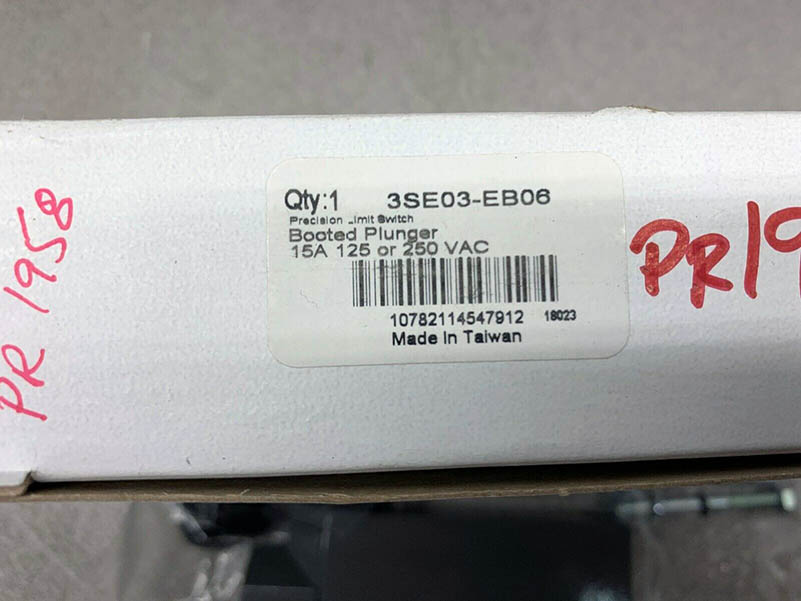 PR 1958
Qty:1 3SE03-EB06
Precision Limit Switch
Booted Plunger
15A 125 or 250 VAC
10782114547912 18023
Made In Taiwan
PR19